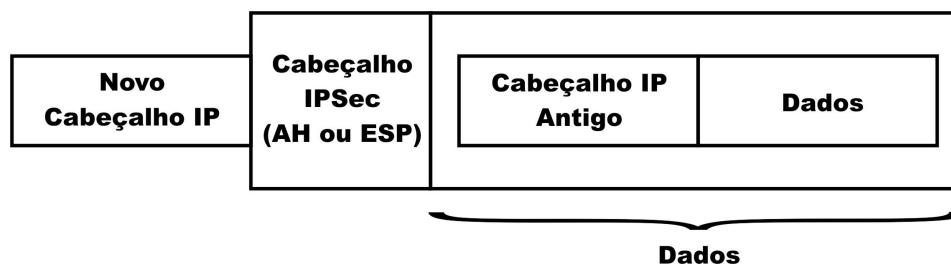 Novo
Cabeçalho IP
Cabeçalho
IPSec
(AH ou ESP)
Cabeçalho IP
Antigo
Dados
Dados